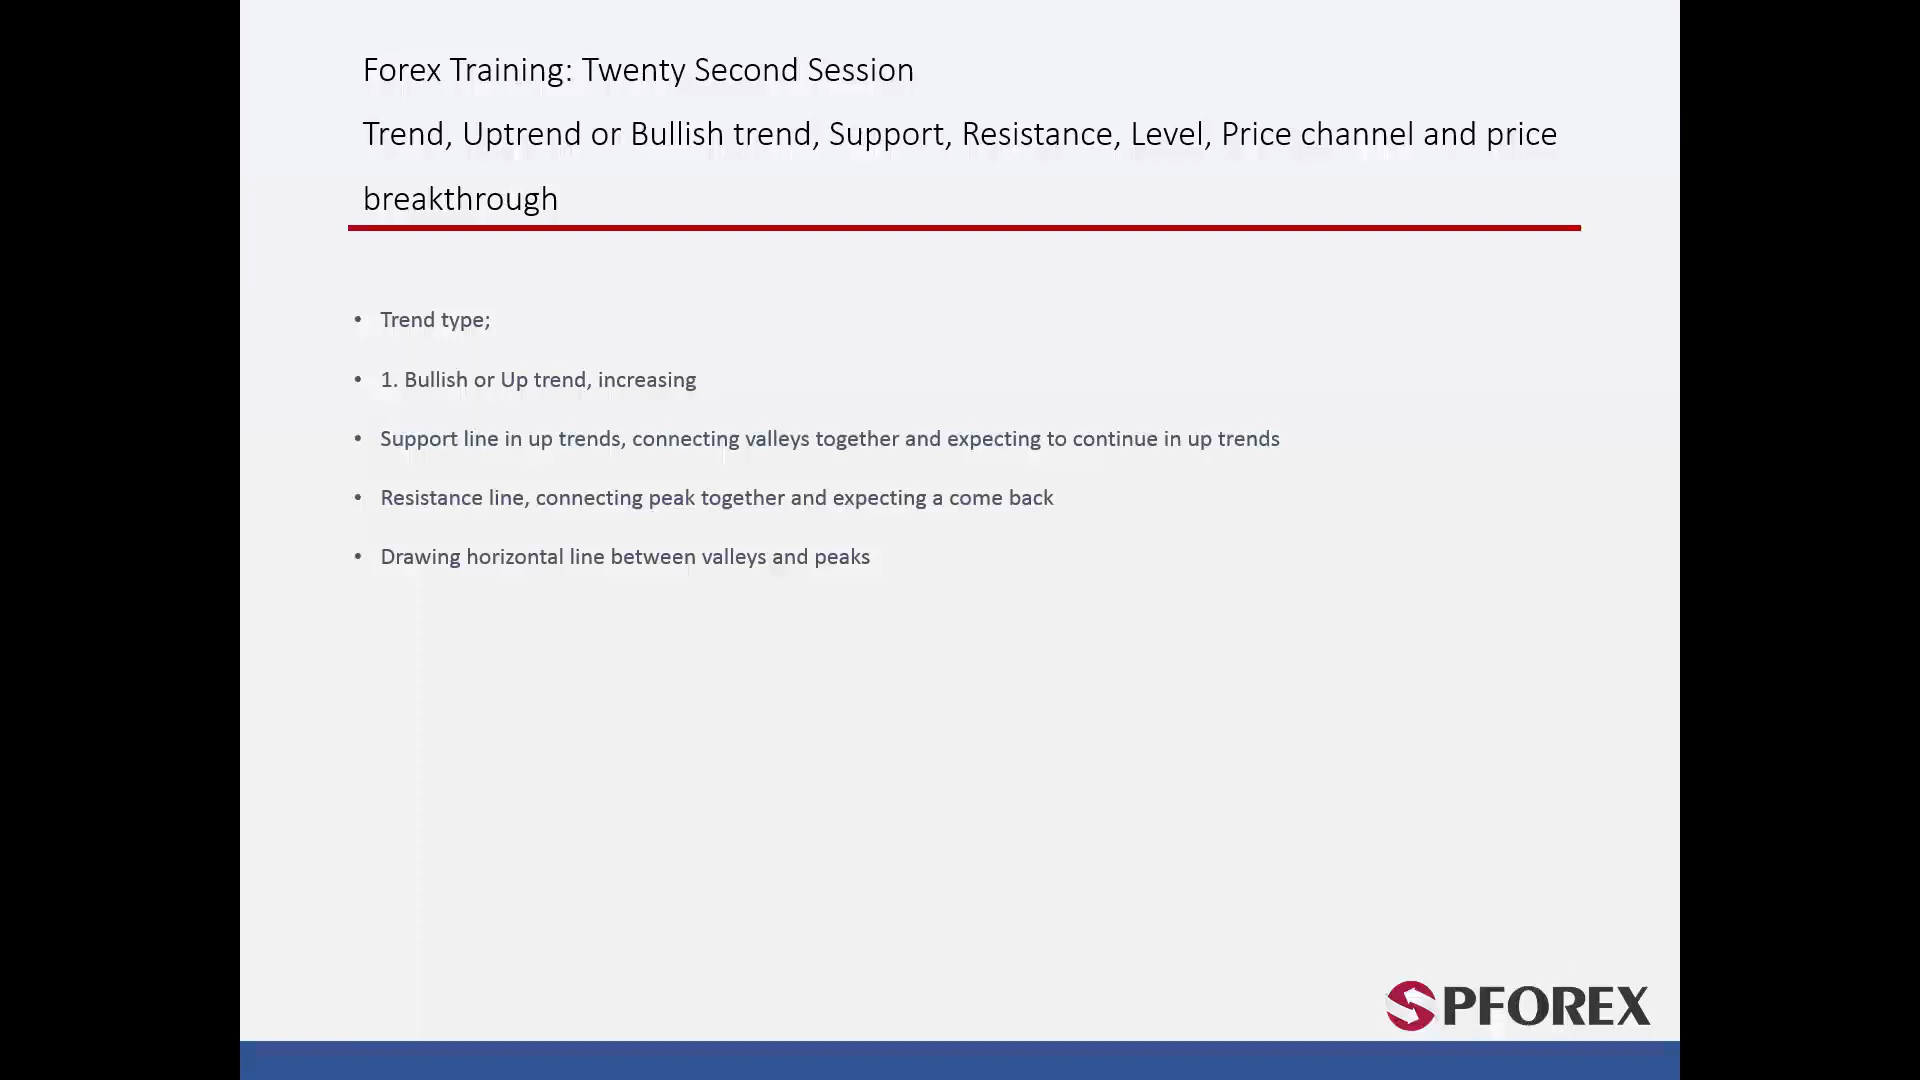 Forex Training: Twenty Second Session
Trend, Uptrend or Bullish trend, Support, Resistance, Level, Price channel and price
breakthrough
• Trend type;
• 1. Bullish or Up trend, increasing
• Support line in up trends, connecting valleys together and expecting to continue in up trends
• Resistance line, connecting peak together and expecting a come back
• Drawing horizontal line between valleys and peaks
SPFOREX